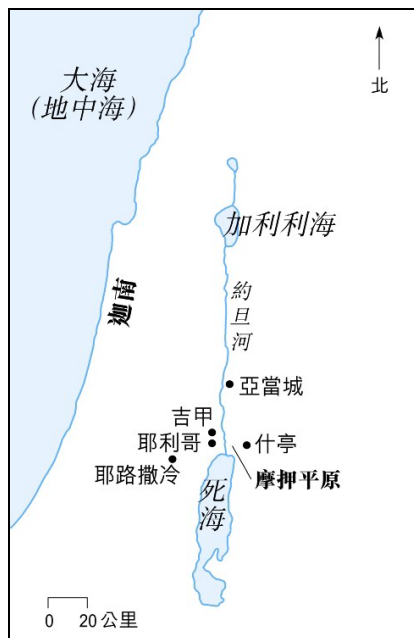 大海
(地中海)
北
加利利海
迦南
約旦河
亞當城
吉甲
耶利哥
什亭
耶路撒冷
摩押平原
死海
0 20 公里